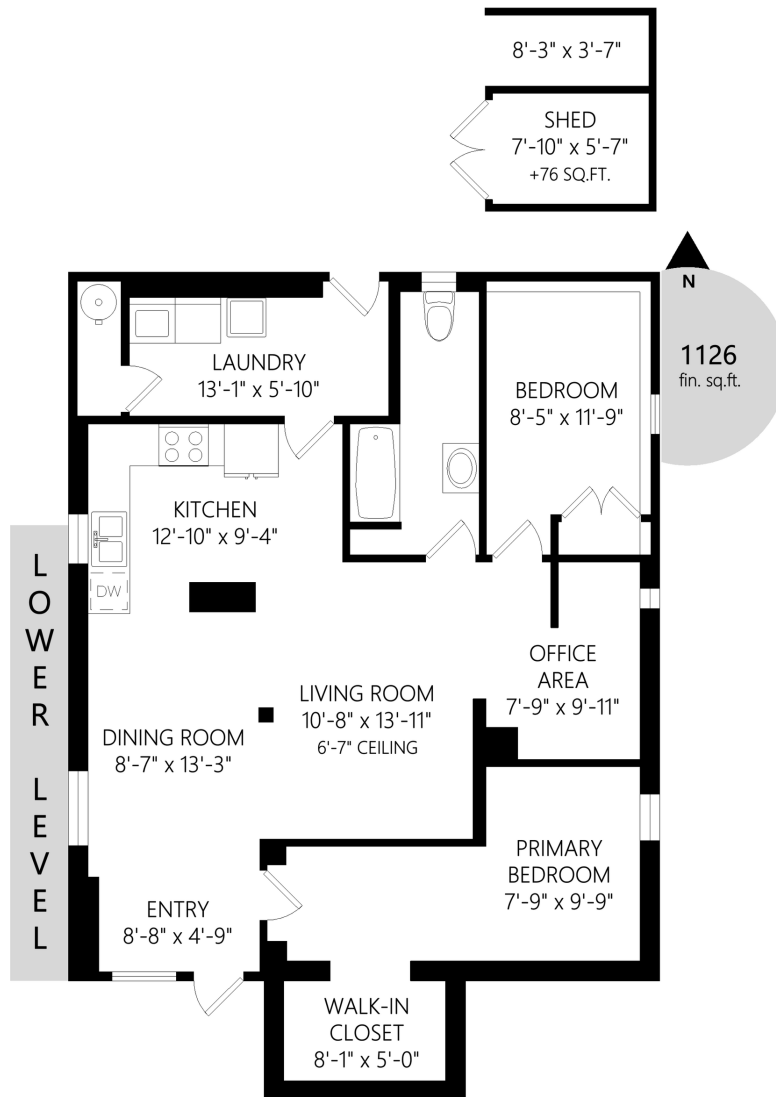 8'-3" x 3'-7"
SHED
7'-10" x 5'-7"
+76 SQ.FT.
N
1126
fin. sq.ft.
LAUNDRY
13'-1" x 5'-10"
BEDROOM
8'-5" x 11'-9"
KITCHEN
12'-10" x 9'-4"
DW
LOWER LEVEL
OFFICE
AREA
7'-9" x 9'-11"
LIVING ROOM
10'-8" x 13'-11"
6'-7" CEILING
DINING ROOM
8'-7" x 13'-3"
PRIMARY
BEDROOM
7'-9" x 9'-9"
ENTRY
8'-8" x 4'-9"
WALK-IN
CLOSET
8'-1" x 5'-0"